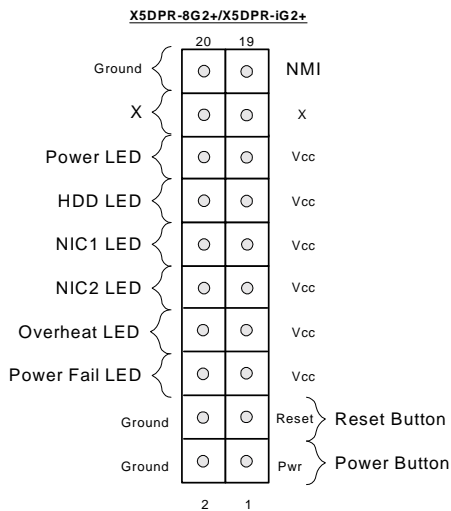 X5DPR-8G2+/X5DPR-iG2+
20 19
Ground NMI
X X
Power LED Vcc
HDD LED Vcc
NIC1 LED Vcc
NIC2 LED Vcc
Overheat LED Vcc
Power Fail LED Vcc
Ground Reset Reset Button
Ground Pwr Power Button
2 1